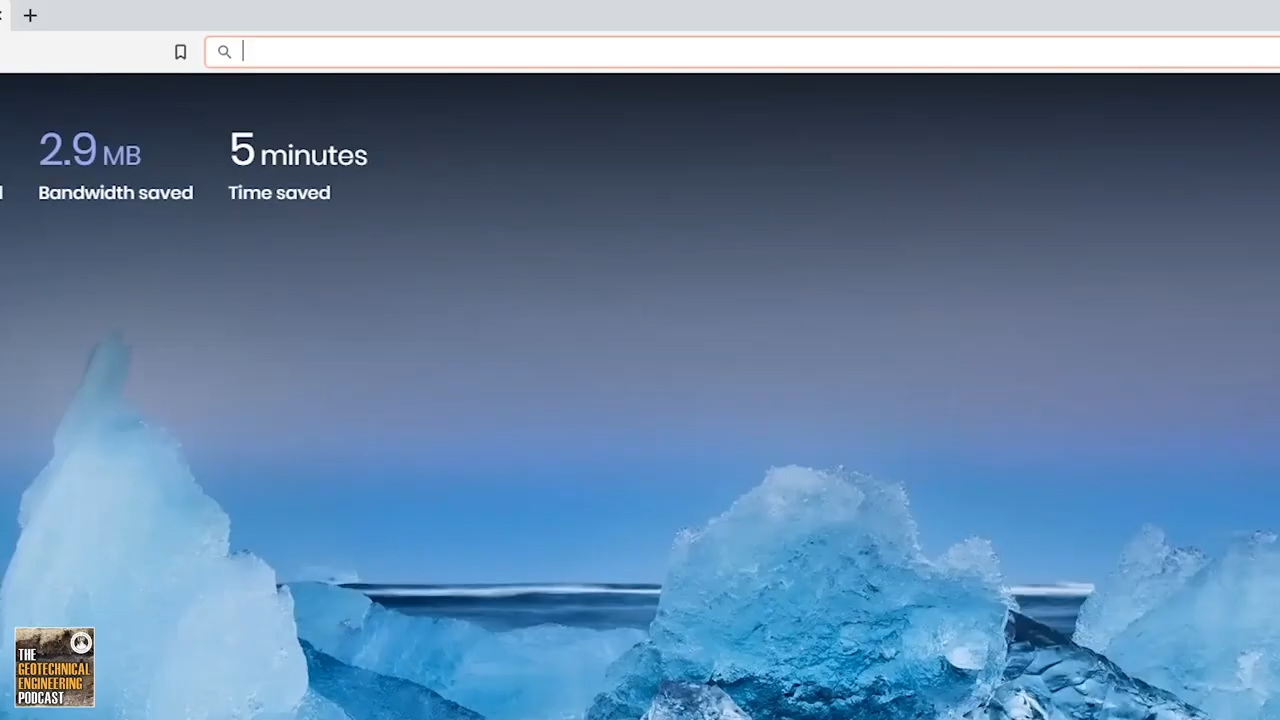 2.9 MB
Bandwidth saved
5 minutes
Time saved
THE
GEOTECHNICAL
ENGINEERING
PODCAST